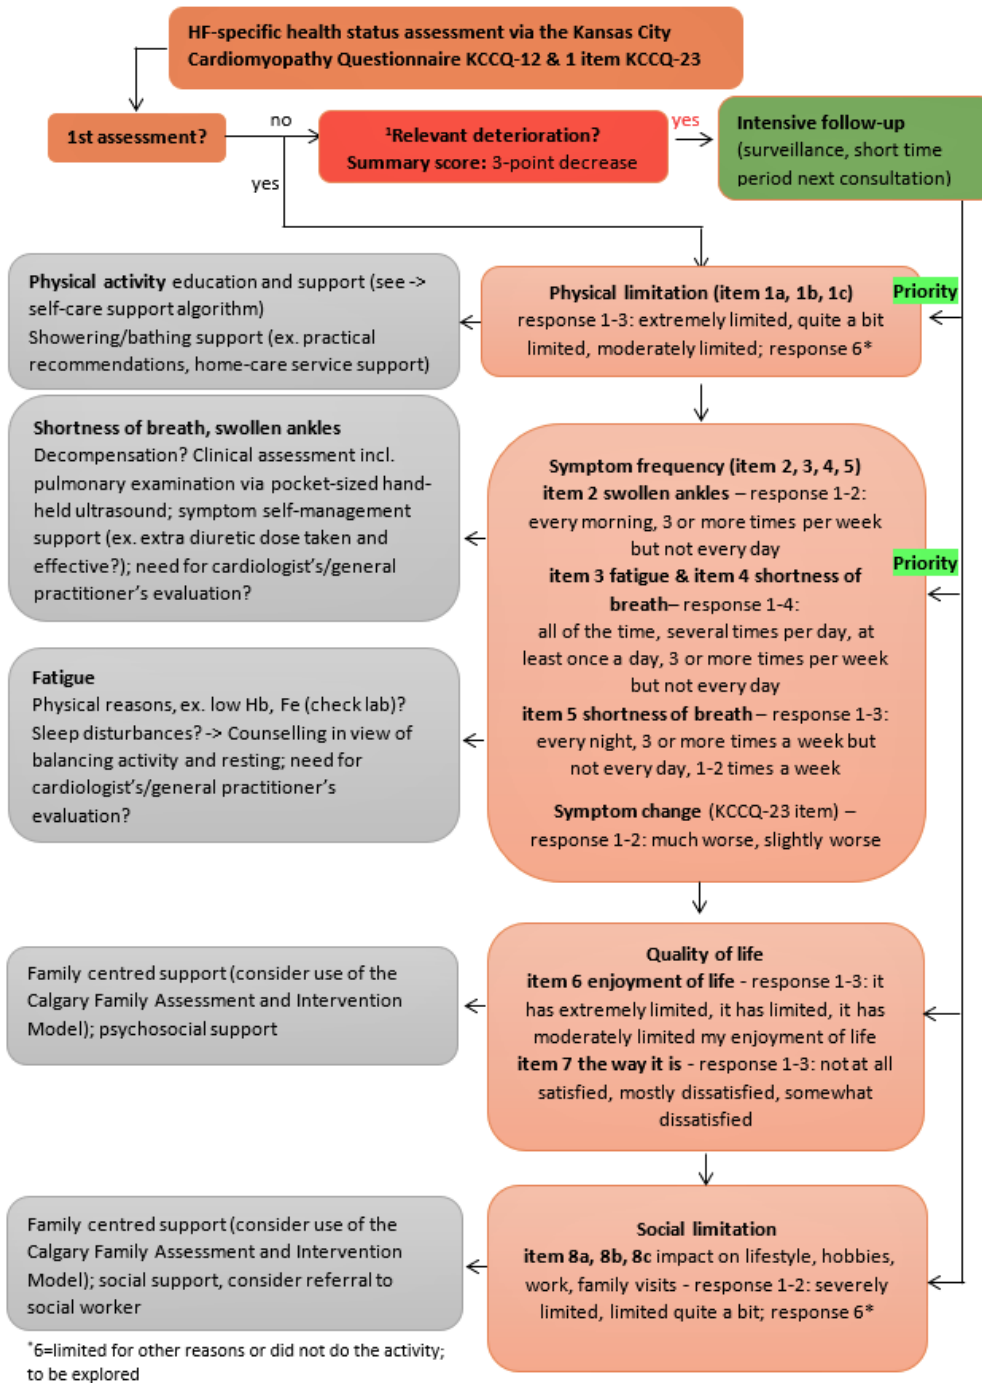 HF-specific health status assessment via the Kansas City
Cardiomyopathy Questionnaire KCCQ-12 & 1 item KCCQ-23
1st assessment?
no
yes
¹Relevant deterioration?
Summary score: 3-point decrease
yes
Intensive follow-up
(surveillance, short time
period next consultation)
Physical activity education and support (see ->
self-care support algorithm)
Showering/bathing support (ex. practical
recommendations, home-care service support)
Physical limitation (item 1a, 1b, 1c)
response 1-3: extremely limited, quite a bit
limited, moderately limited; response 6*
Priority
Shortness of breath, swollen ankles
Decompensation? Clinical assessment incl.
pulmonary examination via pocket-sized hand-
held ultrasound; symptom self-management
support (ex. extra diuretic dose taken and
effective?); need for cardiologist's/general
practitioner's evaluation?
Symptom frequency (item 2, 3, 4, 5)
item 2 swollen ankles – response 1-2:
every morning, 3 or more times per week
but not every day
item 3 fatigue & item 4 shortness of
breath– response 1-4:
all of the time, several times per day, at
least once a day, 3 or more times per week
but not every day
item 5 shortness of breath – response 1-3:
every night, 3 or more times a week but
not every day, 1-2 times a week
Symptom change (KCCQ-23 item) –
response 1-2: much worse, slightly worse
Priority
Fatigue
Physical reasons, ex. low Hb, Fe (check lab)?
Sleep disturbances? -> Counselling in view of
balancing activity and resting; need for
cardiologist's/general practitioner's
evaluation?
Family centred support (consider use of the
Calgary Family Assessment and Intervention
Model); psychosocial support
Quality of life
item 6 enjoyment of life - response 1-3: it
has extremely limited, it has limited, it has
moderately limited my enjoyment of life
item 7 the way it is - response 1-3: not at all
satisfied, mostly dissatisfied, somewhat
dissatisfied
Family centred support (consider use of the
Calgary Family Assessment and Intervention
Model); social support, consider referral to
social worker
Social limitation
item 8a, 8b, 8c impact on lifestyle, hobbies,
work, family visits - response 1-2: severely
limited, limited quite a bit; response 6*
*6=limited for other reasons or did not do the activity;
to be explored